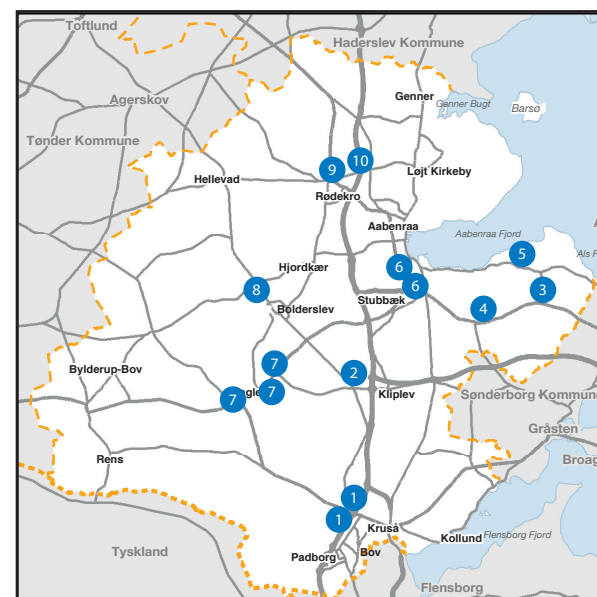 Toftlund
Haderslev Kommune
Agerskov
Genner
Genner Bugt
Barsø
Tønder Kommune
9
10
Løjt Kirkeby
Hellevad
Rødekro
Aabenraa
Aabenraa Fjord
5
Als F
Hjordkær
6
8
6
3
Stubbæk
Bolderslev
4
7
2
Bylderup-Bov
7
7
Kliplev
Sønderborg Kommune
Gråsten
Broag
Rens
1
1
Kruså
Kollund
Flensborg Fjord
Tyskland
Padborg
Bov
Flensborg